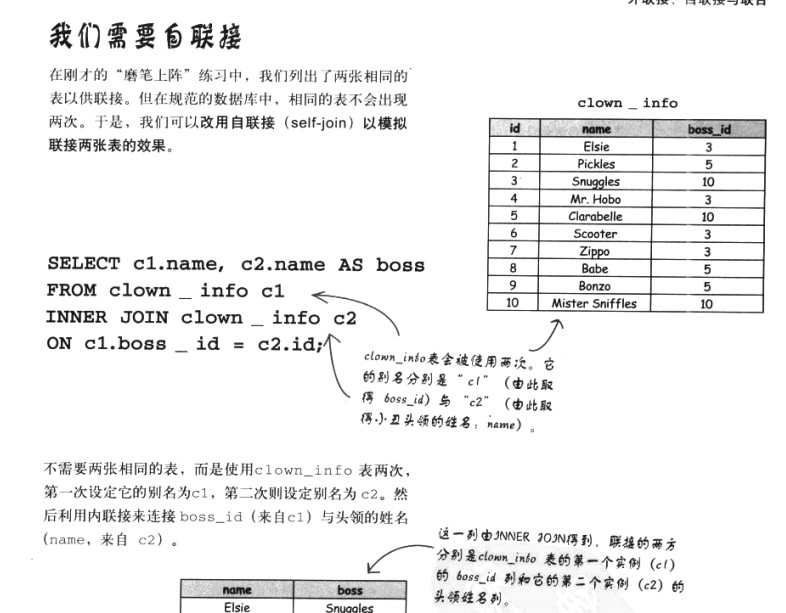 我们需要自联接
在刚才的“磨笔上阵”练习中，我们列出了两张相同的
表以供联接。但在规范的数据库中，相同的表不会出现
两次。于是，我们可以改用自联接（self-join）以模拟
联接两张表的效果。
clown _ info
id name boss_id
1 Elsie 3
2 Pickles 5
3 Snuggles 10
4 Mr. Hobo 3
5 Clarabelle 10
6 Scooter 3
7 Zippo 3
8 Babe 5
9 Bonzo 5
10 Mister Sniffles 10
SELECT c1.name, c2.name AS boss
FROM clown _ info c1
INNER JOIN clown _ info c2
ON c1.boss _ id = c2.id;
clown_info表会被使用两次。它
的别名分别是“c1”（由此取
得 boss_id）与“c2”（由此取
得小丑头领的姓名：name）。
不需要两张相同的表，而是使用clown_info 表两次，
第一次设定它的别名为c1，第二次则设定别名为 c2。然
后利用内联接来连接 boss_id（来自c1）与头领的姓名
(name，来自 c2）。
这一列由INNER JOIN得到，联接的两方
分别是clown_info 表的第一个实例（c1）
的 boss_id 列和它的第二个实例（c2）的
头领姓名列。
name boss
Elsie Snuggles